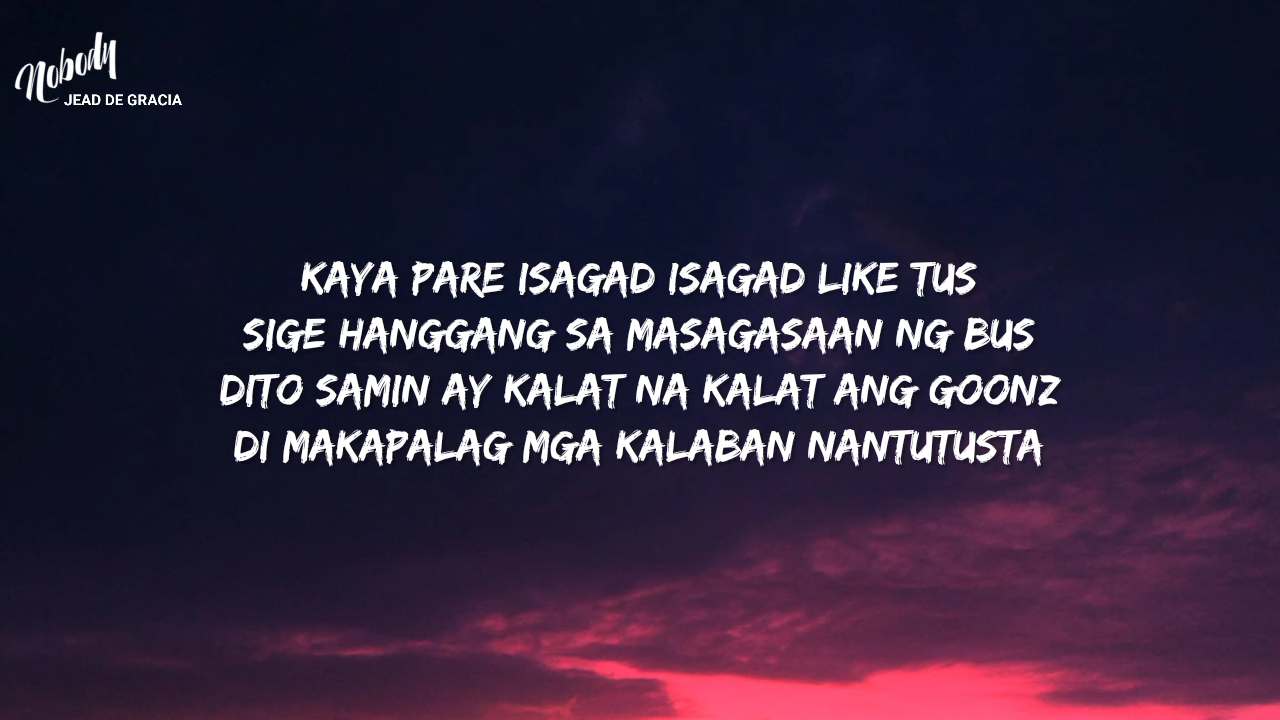 Nobody
JEAD DE GRACIA
KAYA PARE ISAGAD ISAGAD LIKE TUS
SIGE HANGGANG SA MASAGASAAN NG BUS
DITO SAMIN AY KALAT NA KALAT ANG GOONZ
DI MAKAPALAG MGA KALABAN NANTUTUSTA